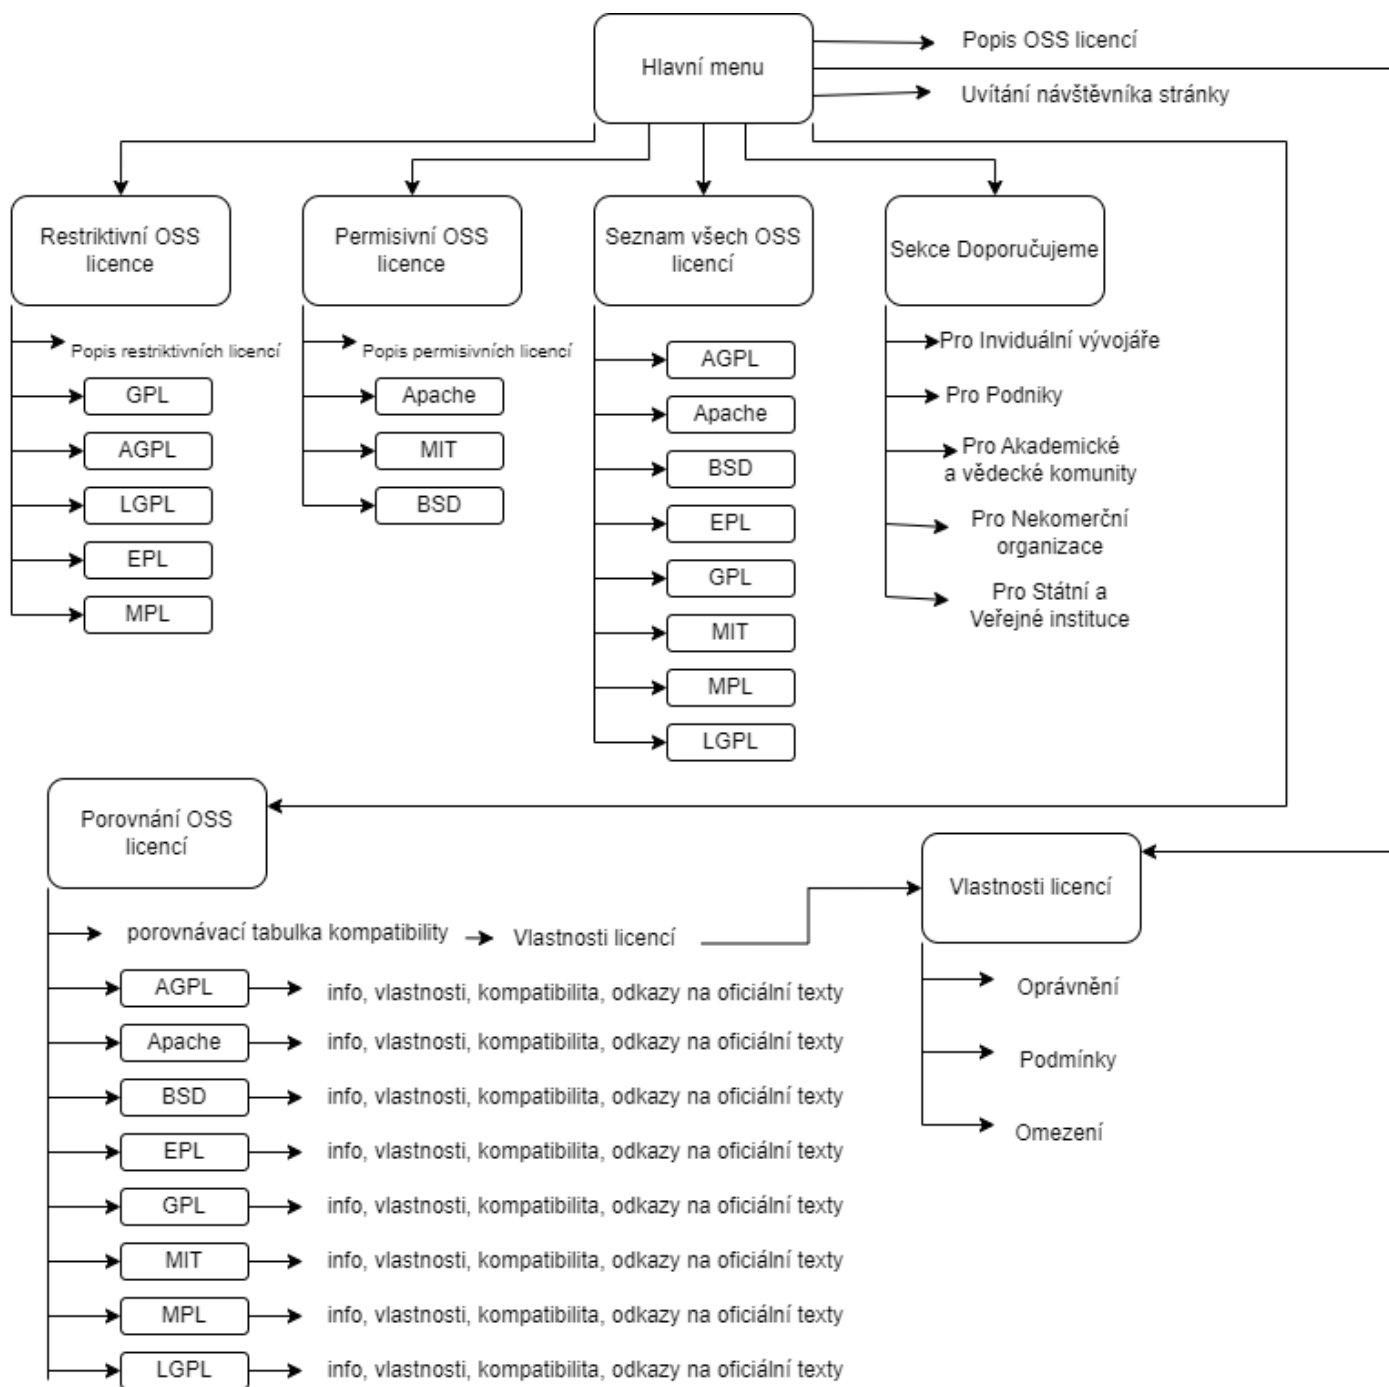 Hlavní menu
Popis OSS licencí
Uvítání návštěvníka stránky
Restriktivní OSS
licence
Popis restriktivních licencí
GPL
AGPL
LGPL
EPL
MPL
Permisivní OSS
licence
Popis permisivních licencí
Apache
MIT
BSD
Seznam všech OSS
licencí
AGPL
Apache
BSD
EPL
GPL
MIT
MPL
LGPL
Sekce Doporučujeme
Pro Inviduální vývojáře
Pro Podniky
Pro Akademické
a vědecké komunity
Pro Nekomerční
organizace
Pro Státní a
Veřejné instituce
Porovnání OSS
licencí
porovnávací tabulka kompatibility
Vlastnosti licencí
AGPL
info, vlastnosti, kompatibilita, odkazy na oficiální texty
Apache
info, vlastnosti, kompatibilita, odkazy na oficiální texty
BSD
info, vlastnosti, kompatibilita, odkazy na oficiální texty
EPL
info, vlastnosti, kompatibilita, odkazy na oficiální texty
GPL
info, vlastnosti, kompatibilita, odkazy na oficiální texty
MIT
info, vlastnosti, kompatibilita, odkazy na oficiální texty
MPL
info, vlastnosti, kompatibilita, odkazy na oficiální texty
LGPL
info, vlastnosti, kompatibilita, odkazy na oficiální texty
Vlastnosti licencí
Oprávnění
Podmínky
Omezení